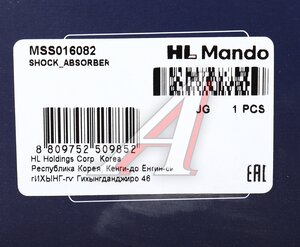 MSS016082
SHOCK_ABSORBER
HL Mando
JG 1 PCS
8 809752 509852
HL Holdings Corp Korea
Республика Корея Кенги-до Енгин-си
гИХЫНГ-гу Гихынгданджиро 46
EAC